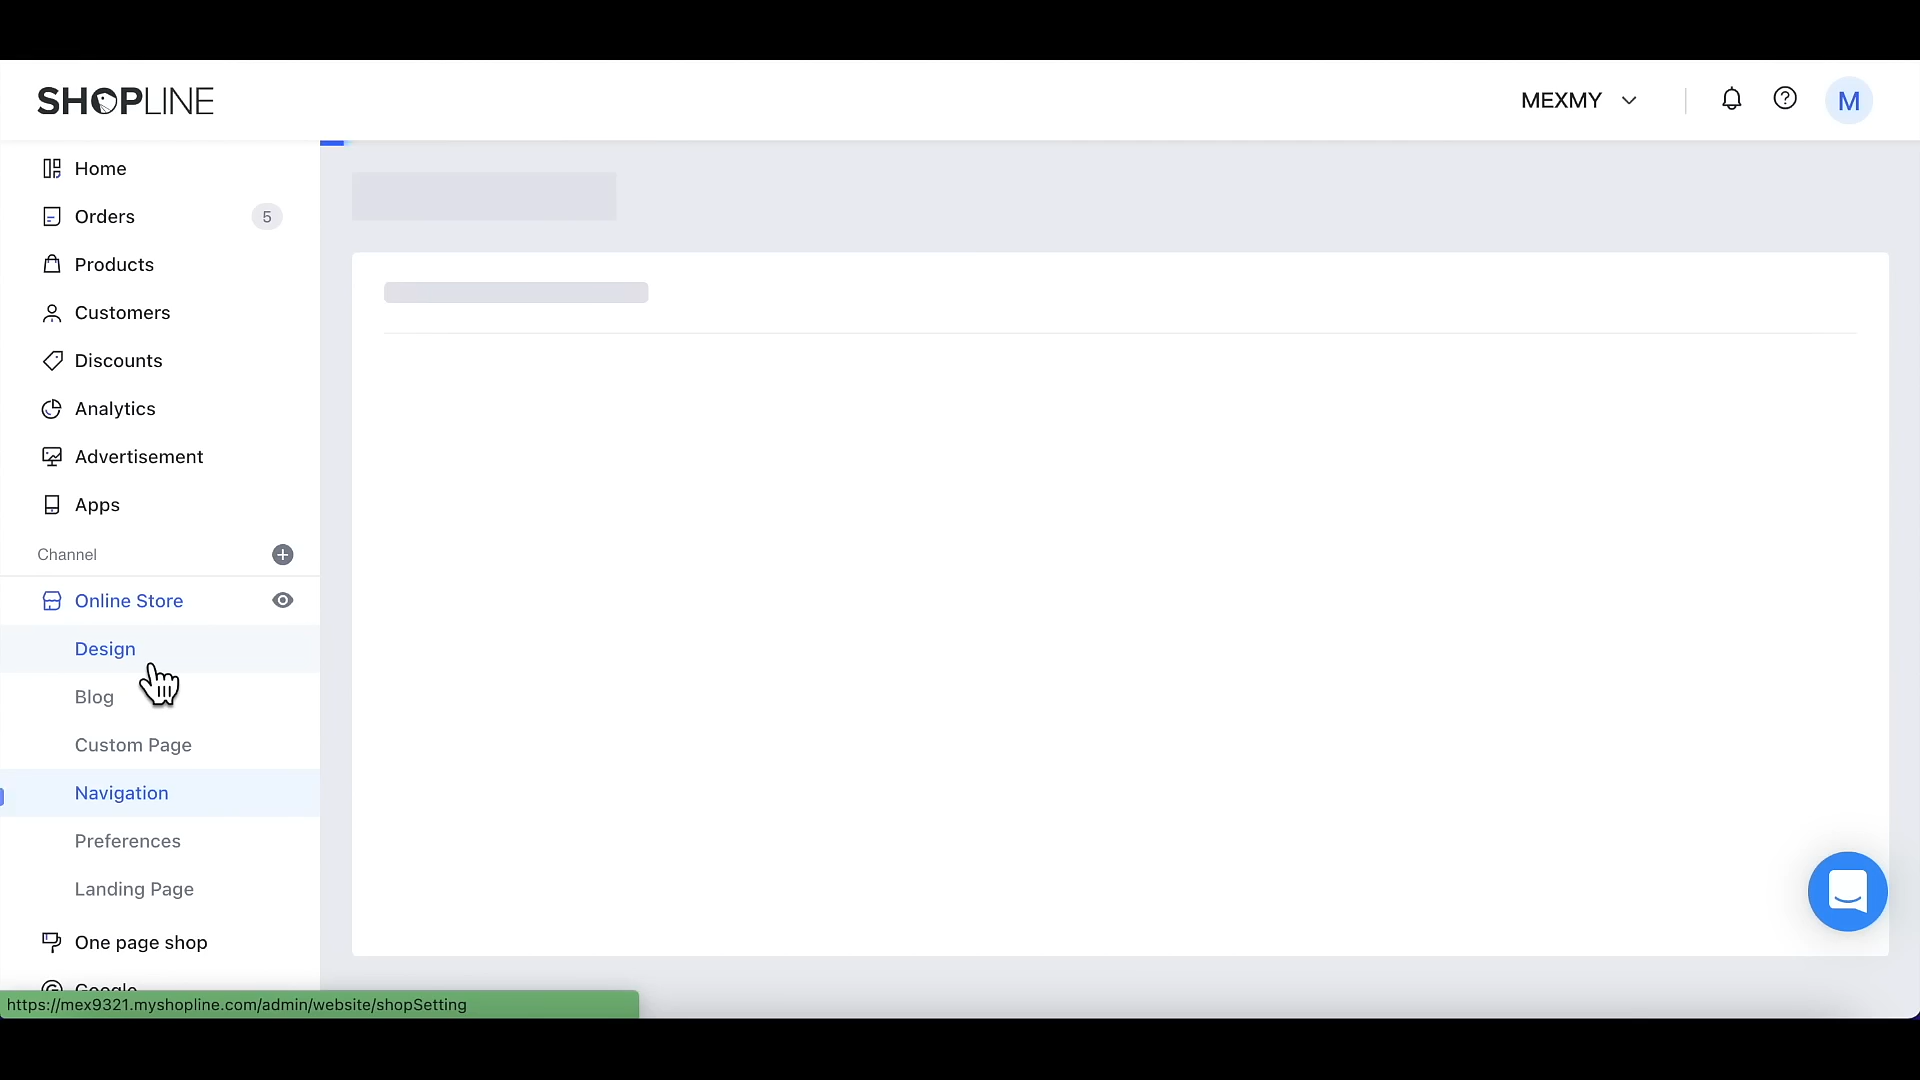 SHOPLINE
MEXMY
M
Home
Orders
5
Products
Customers
Discounts
Analytics
Advertisement
Apps
Channel
Online Store
Design
Blog
Custom Page
Navigation
Preferences
Landing Page
One page shop
Google
https://mex9321.myshopline.com/admin/website/shopSetting